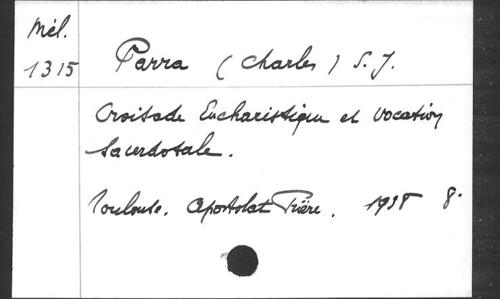 Mél.
1315
Parra (Charles) S. J.
Croisade Eucharistique et vocation
Sacerdotale.
Toulouse. Apostolat Prière. 1938 8°